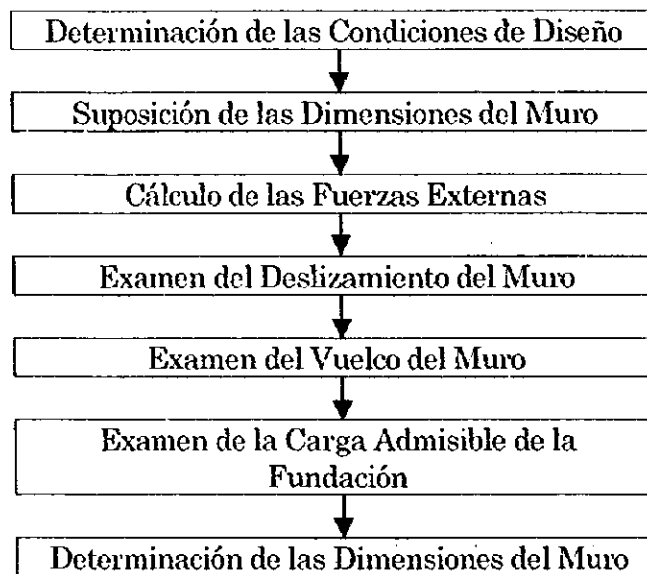 Determinación de las Condiciones de Diseño
Suposición de las Dimensiones del Muro
Cálculo de las Fuerzas Externas
Examen del Deslizamiento del Muro
Examen del Vuelco del Muro
Examen de la Carga Admisible de la
Fundación
Determinación de las Dimensiones del Muro